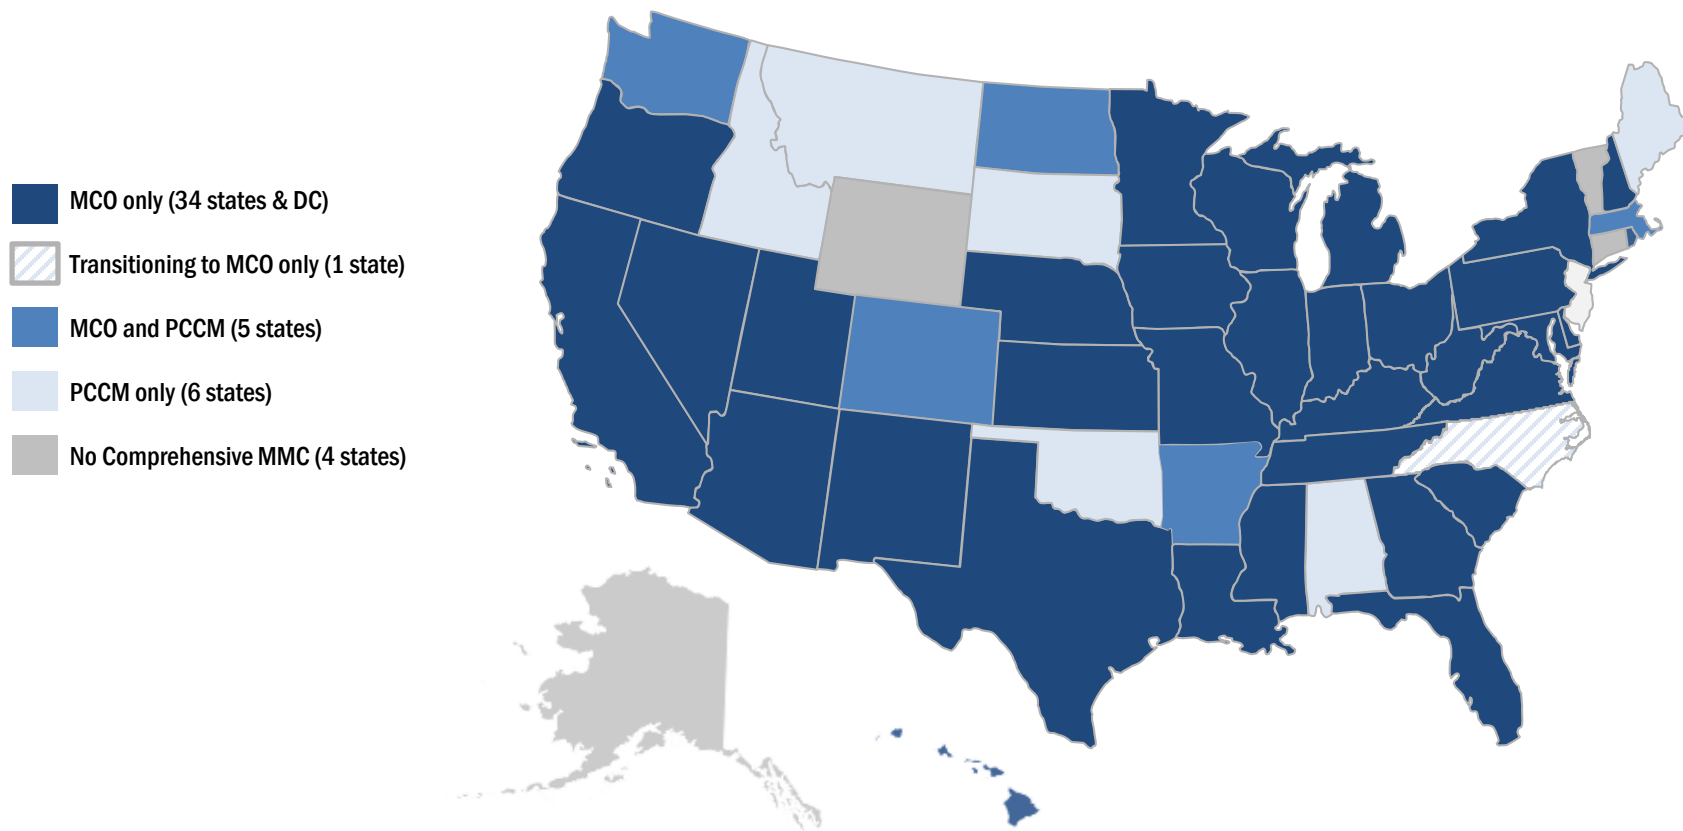 MCO only (34 states & DC)
Transitioning to MCO only (1 state)
MCO and PCCM (5 states)
PCCM only (6 states)
No Comprehensive MMC (4 states)